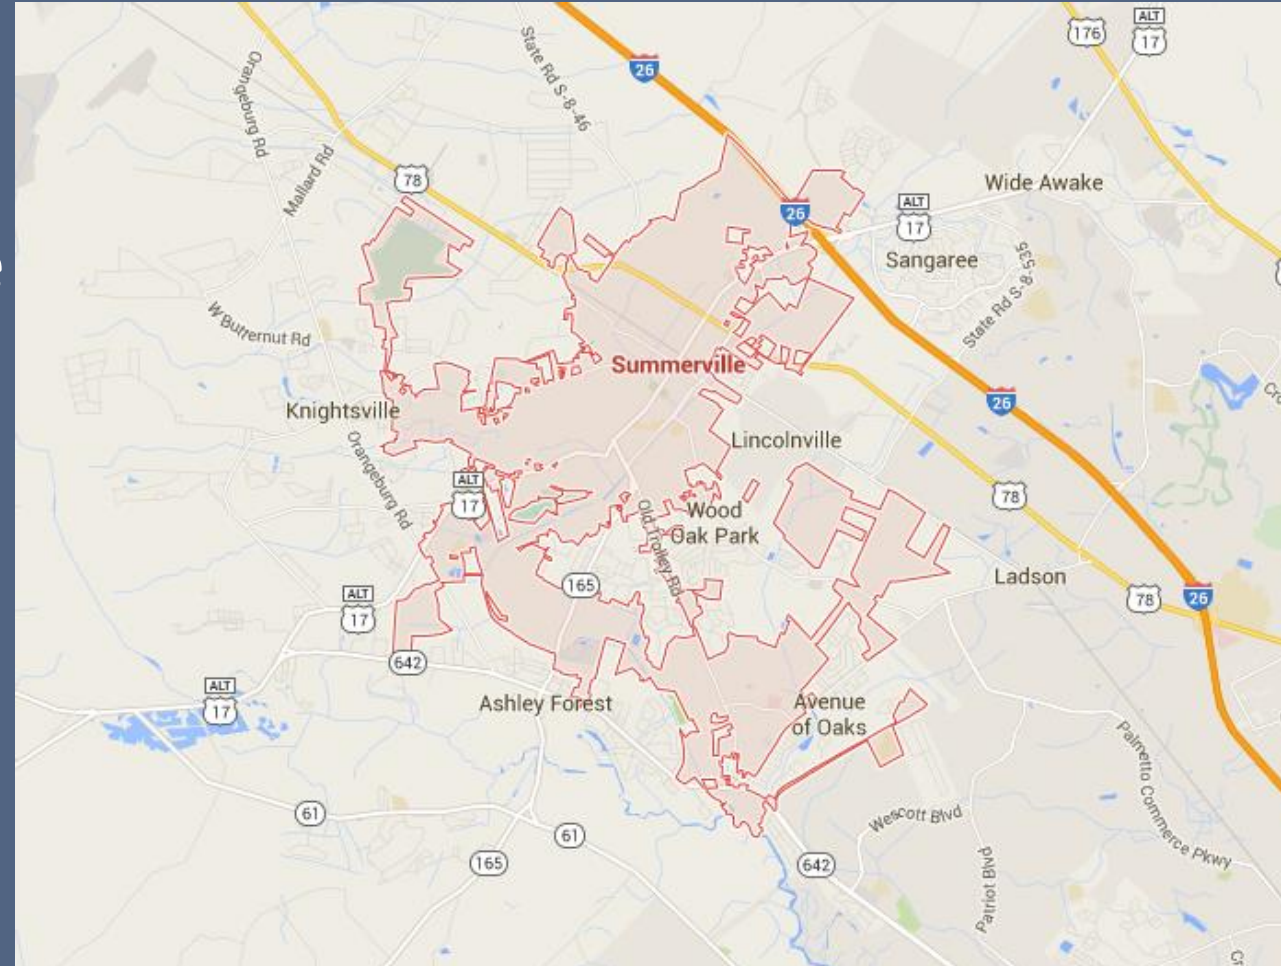 176
ALT
17
State Rd S-8-46
26
Orangeburg Rd
Mallard Rd
78
Wide Awake
26
ALT
17
Sangaree
State Rd S-8-535
W Butternut Rd
Summerville
Knightsville
26
Lincolnville
Orangeburg Rd
ALT
17
78
Wood
Oak Park
Old Trolley Rd
165
Ladson
ALT
17
78
26
642
ALT
17
Ashley Forest
Avenue
of Oaks
Palmetto Commerce Pkwy
61
61
Wescott Blvd
165
642
Patriot Blvd